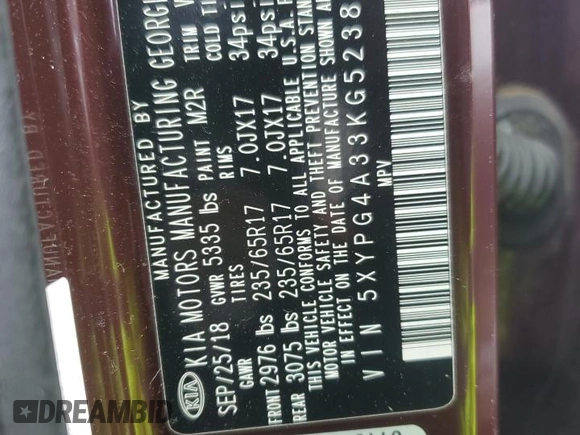 MANUFACTURED BY
KIA KIA MOTORS MANUFACTURING GEORGI
SEP/25/18 GVWR 5335 lbs PAINT M2R TRIM
GAWR TIRES RIMS COLD
FRONT 2976 lbs 235/65R17 7.0JX17 34psi
REAR 3075 lbs 235/65R17 7.0JX17 34psi
THIS VEHICLE CONFORMS TO ALL APPLICABLE U.S.A.
MOTOR VEHICLE SAFETY AND THEFT PREVENTION STAN
IN EFFECT ON THE DATE OF MANUFACTURE SHOWN
VIN 5XYPG4A33KG5238
MPV
DREAMBID